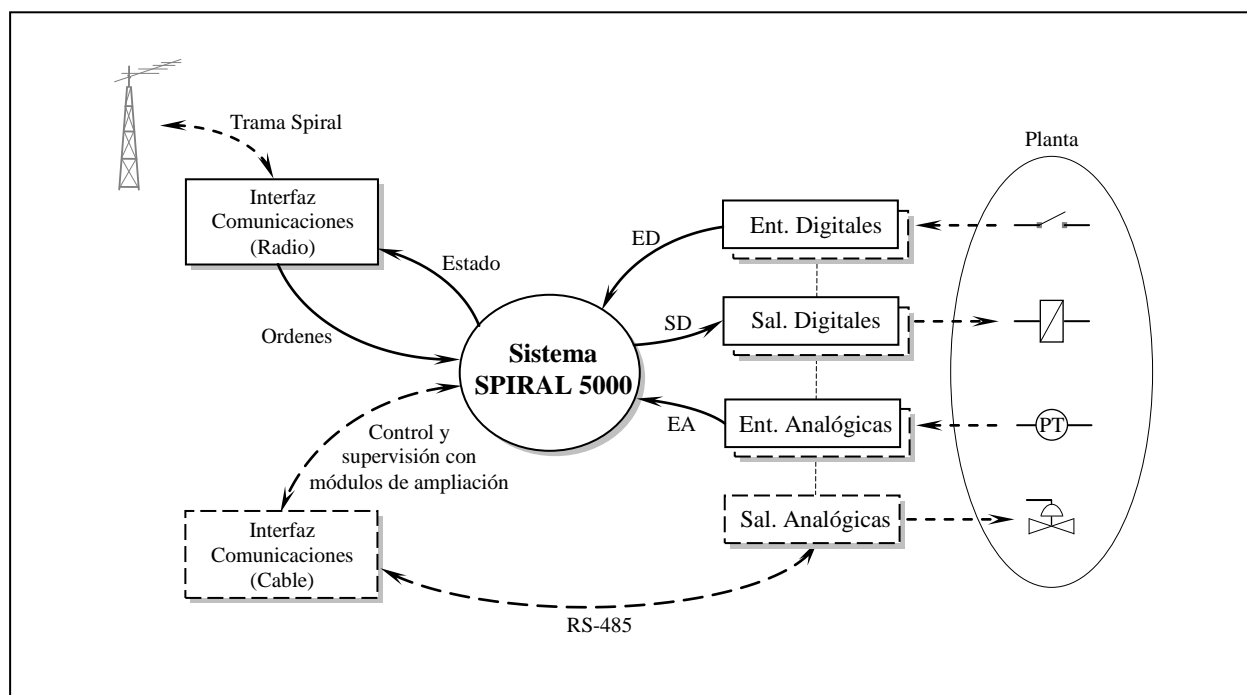 Trama Spiral
Planta
Interfaz
Comunicaciones
(Radio)
Ent. Digitales
ED
Estado
Sal. Digitales
SD
Ordenes
Sistema
SPIRAL 5000
EA
Ent. Analógicas
PT
Control y
supervisión con
módulos de ampliación
Sal. Analógicas
Interfaz
Comunicaciones
(Cable)
RS-485